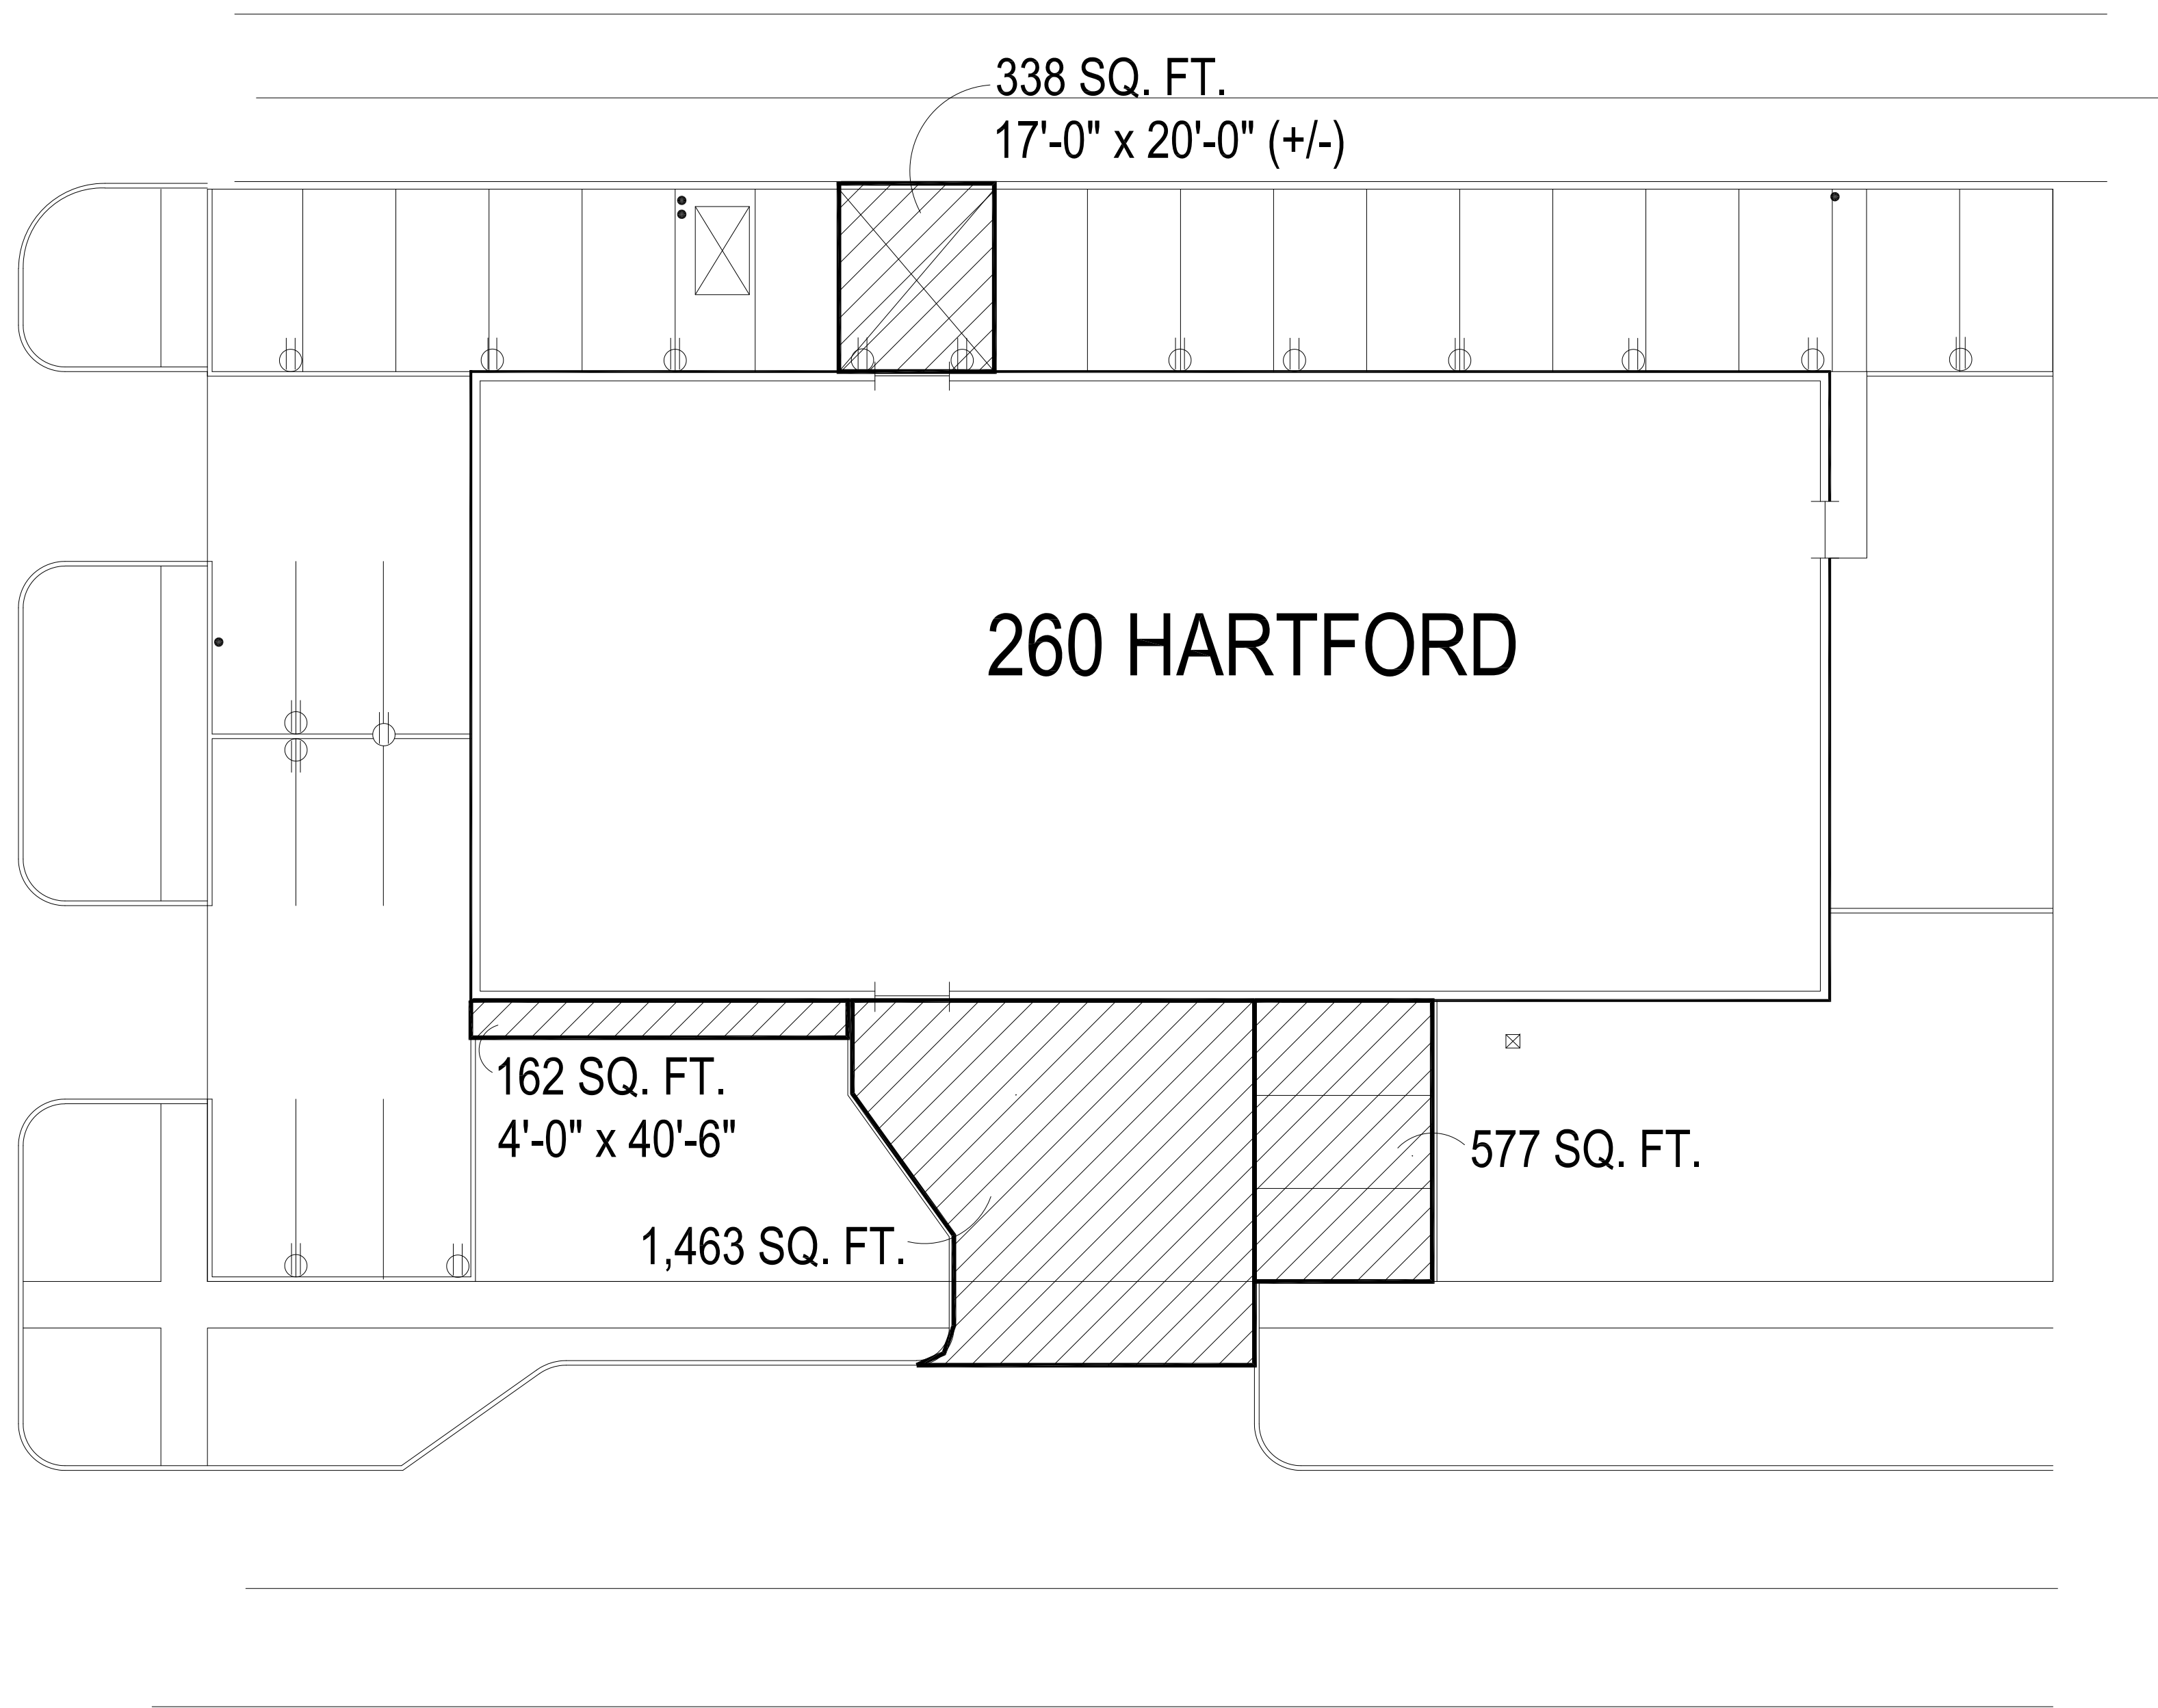 338 SQ. FT.
17'-0" x 20'-0" (+/-)
260 HARTFORD
162 SQ. FT.
4'-0" x 40'-6"
577 SQ. FT.
1,463 SQ. FT.